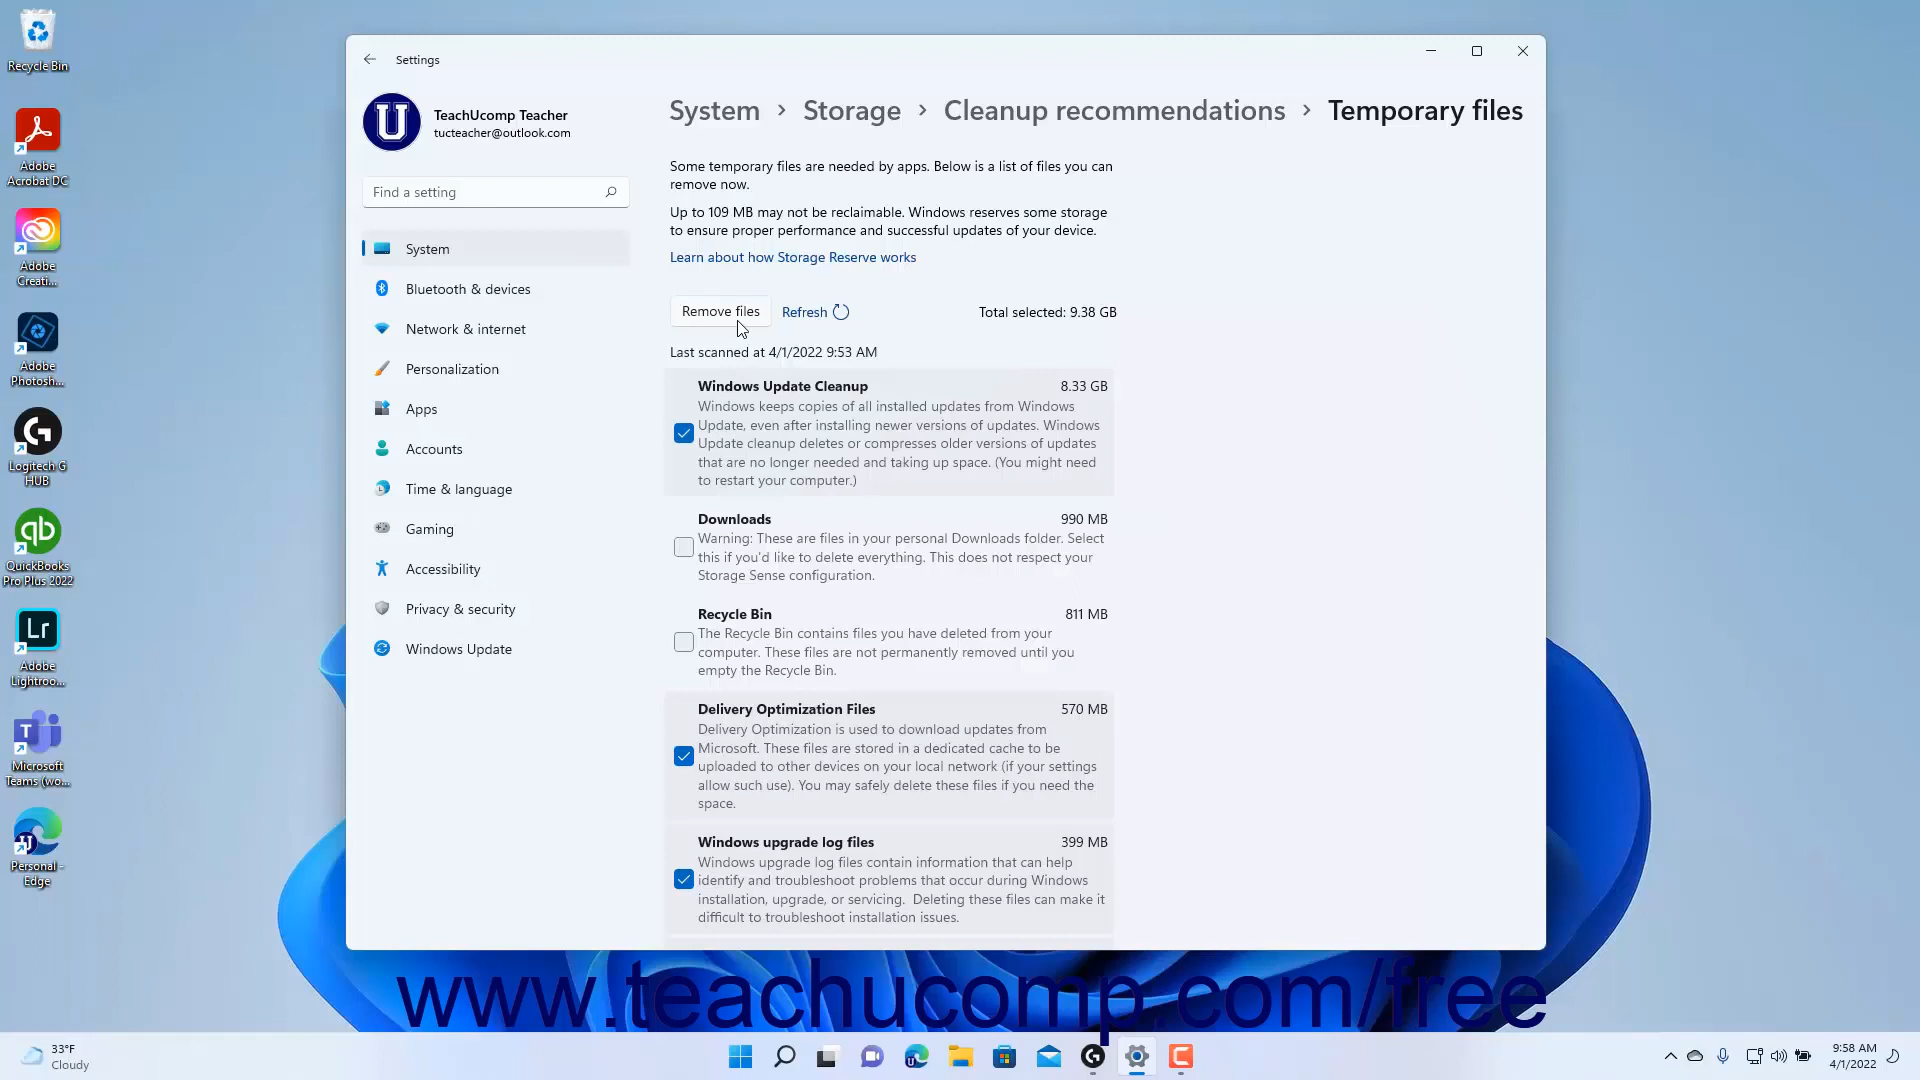 Recycle Bin
Adobe
Acrobat DC
Adobe
Creati...
Adobe
Photosh...
Logitech G
HUB
QuickBooks
Pro Plus 2022
Adobe
Lightroo...
Microsoft
Teams (wo...
Personal -
Edge
Settings
TeachUcomp Teacher
tucteacher@outlook.com
Find a setting
System
Bluetooth & devices
Network & internet
Personalization
Apps
Accounts
Time & language
Gaming
Accessibility
Privacy & security
Windows Update
System > Storage > Cleanup recommendations > Temporary files
Some temporary files are needed by apps. Below is a list of files you can
remove now.
Up to 109 MB may not be reclaimable. Windows reserves some storage
to ensure proper performance and successful updates of your device.
Learn about how Storage Reserve works
Remove files Refresh Total selected: 9.38 GB
Last scanned at 4/1/2022 9:53 AM
Windows Update Cleanup 8.33 GB
Windows keeps copies of all installed updates from Windows
Update, even after installing newer versions of updates. Windows
Update cleanup deletes or compresses older versions of updates
that are no longer needed and taking up space. (You might need
to restart your computer.)
Downloads 990 MB
Warning: These are files in your personal Downloads folder. Select
this if you'd like to delete everything. This does not respect your
Storage Sense configuration.
Recycle Bin 811 MB
The Recycle Bin contains files you have deleted from your
computer. These files are not permanently removed until you
empty the Recycle Bin.
Delivery Optimization Files 570 MB
Delivery Optimization is used to download updates from
Microsoft. These files are stored in a dedicated cache to be
uploaded to other devices on your local network (if your settings
allow such use). You may safely delete these files if you need the
space.
Windows upgrade log files 399 MB
Windows upgrade log files contain information that can help
identify and troubleshoot problems that occur during Windows
installation, upgrade, or servicing. Deleting these files can make it
difficult to troubleshoot installation issues.
www.teachucomp.com/free
33°F
Cloudy
9:58 AM
4/1/2022